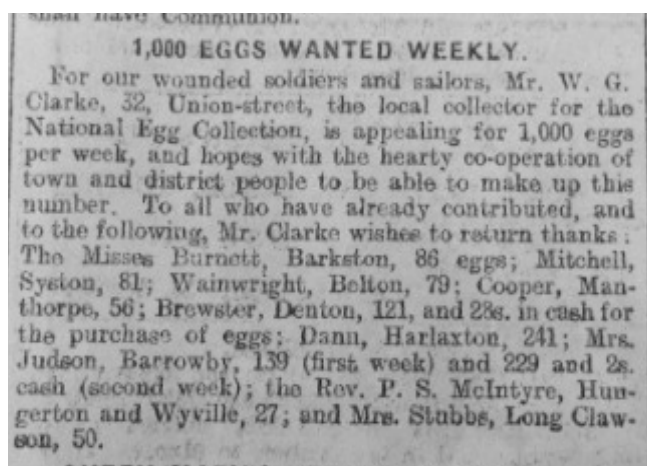 shall have Communion.
1,000 EGGS WANTED WEEKLY.
For our wounded soldiers and sailors, Mr. W. G.
Clarke, 32, Union-street, the local collector for the
National Egg Collection, is appealing for 1,000 eggs
per week, and hopes with the hearty co-operation of
town and district people to be able to make up this
number. To all who have already contributed, and
to the following, Mr. Clarke wishes to return thanks:
The Misses Burnett, Barkston, 86 eggs; Mitchell,
Syston, 81; Wainwright, Belton, 79; Cooper, Man-
thorpe, 56; Brewster, Denton, 121, and 28s. in cash for
the purchase of eggs; Dann, Harlaxton, 241; Mrs.
Judson, Barrowby, 139 (first week) and 229 and 2s.
cash (second week); the Rev. P. S. McIntyre, Hun-
gerton and Wyville, 27; and Mrs. Stubbs, Long Claw-
son, 50.